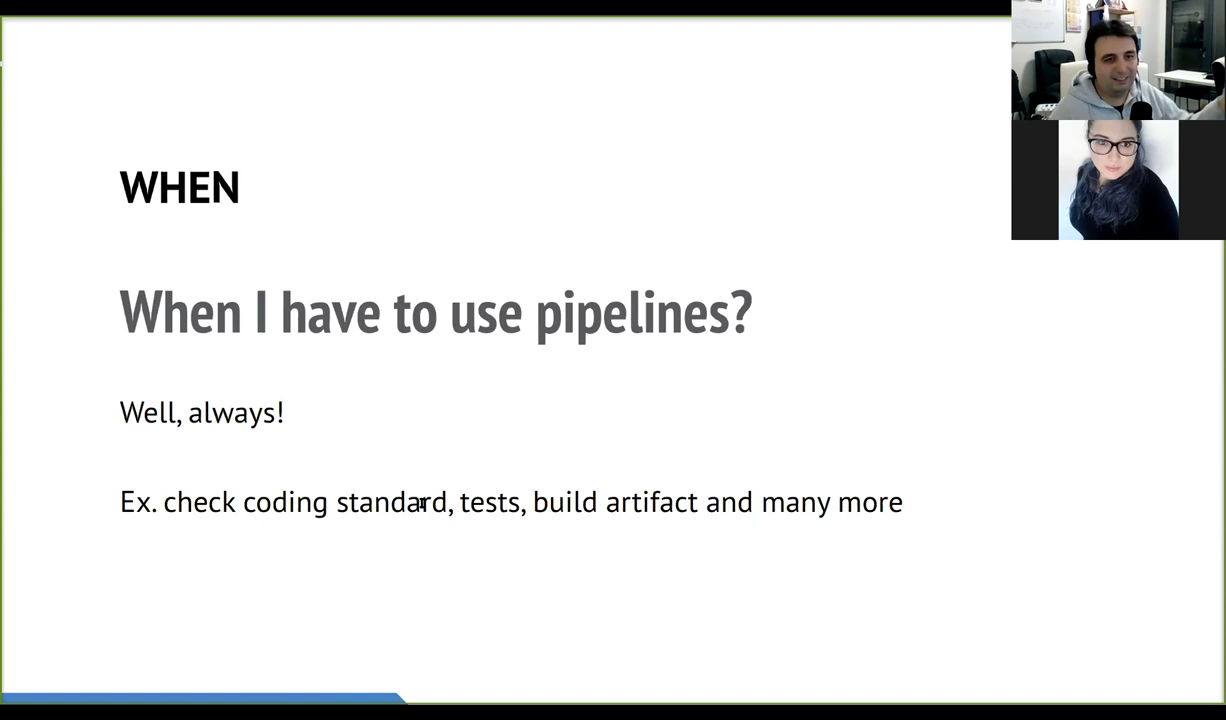 WHEN
When I have to use pipelines?
Well, always!
Ex. check coding standard, tests, build artifact and many more